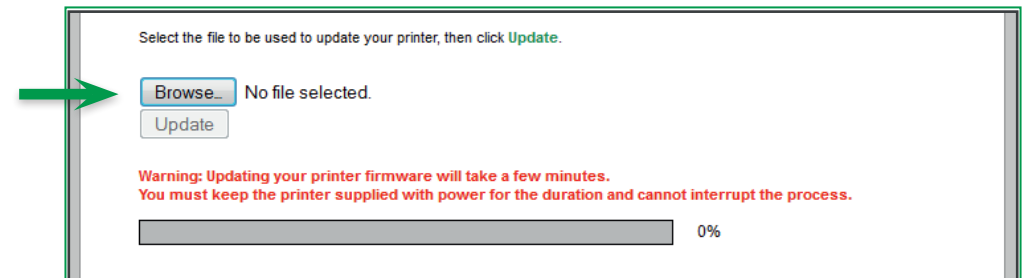 Select the file to be used to update your printer, then click Update.
Browse... No file selected.
Update
Warning: Updating your printer firmware will take a few minutes.
You must keep the printer supplied with power for the duration and cannot interrupt the process.
0%